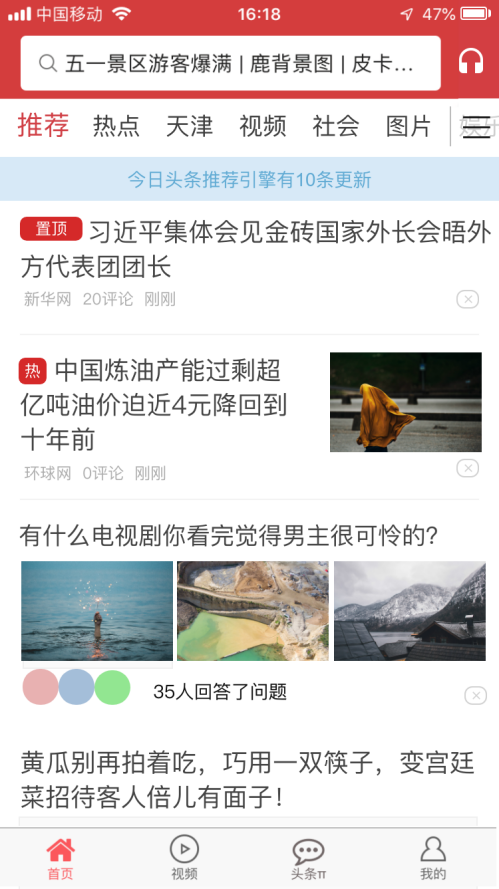 中国移动 16:18 47%
五一景区游客爆满 | 鹿背景图 | 皮卡…
推荐 热点 天津 视频 社会 图片 娱乐
今日头条推荐引擎有10条更新
置顶 习近平集体会见金砖国家外长会晤外
方代表团团长
新华网 20评论 刚刚
热 中国炼油产能过剩超
亿吨油价迫近4元降回到
十年前
环球网 0评论 刚刚
有什么电视剧你看完觉得男主很可怜的?
35人回答了问题
黄瓜别再拍着吃，巧用一双筷子，变宫廷
菜招待客人倍儿有面子！
首页 视频 头条π 我的